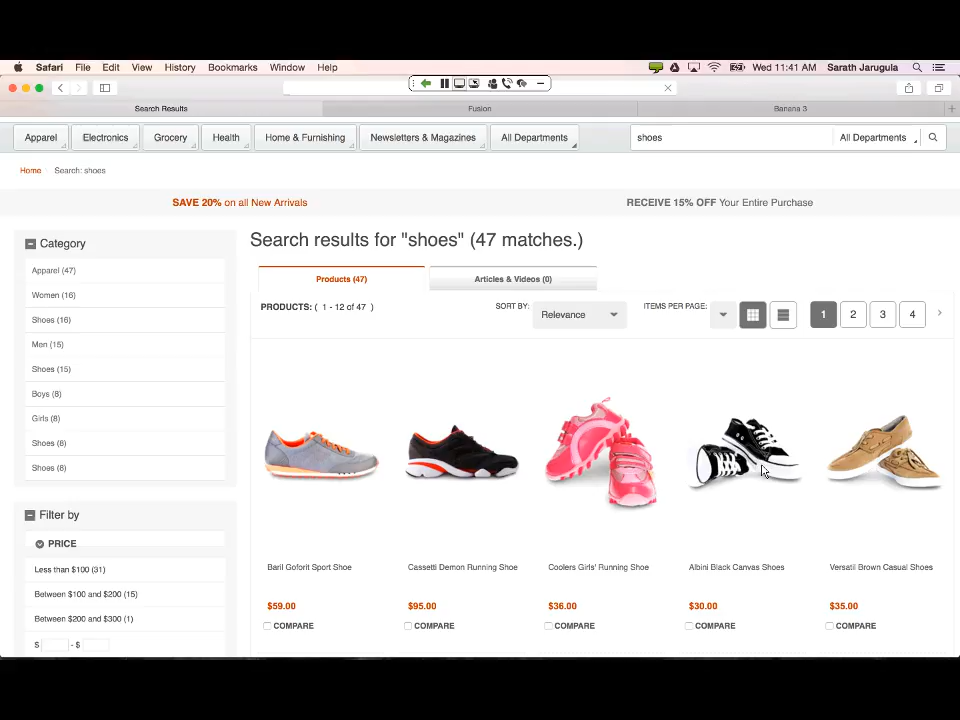 Safari File Edit View History Bookmarks Window Help Wed 11:41 AM Sarath Jarugula
Search Results Fusion Banana 3
Apparel Electronics Grocery Health Home & Furnishing Newsletters & Magazines All Departments shoes All Departments
Home Search: shoes
SAVE 20% on all New Arrivals RECEIVE 15% OFF Your Entire Purchase
Category
Apparel (47)
Women (16)
Shoes (16)
Men (15)
Shoes (15)
Boys (8)
Girls (8)
Shoes (8)
Shoes (8)
Filter by
PRICE
Less than $100 (31)
Between $100 and $200 (15)
Between $200 and $300 (1)
$ - $
Search results for "shoes" (47 matches.)
Products (47) Articles & Videos (0)
PRODUCTS: ( 1 - 12 of 47 ) SORT BY: Relevance ITEMS PER PAGE: 1 2 3 4
Baril Goforit Sport Shoe Cassetti Demon Running Shoe Coolers Girls' Running Shoe Albini Black Canvas Shoes Versatil Brown Casual Shoes
$59.00 $95.00 $36.00 $30.00 $35.00
COMPARE COMPARE COMPARE COMPARE COMPARE